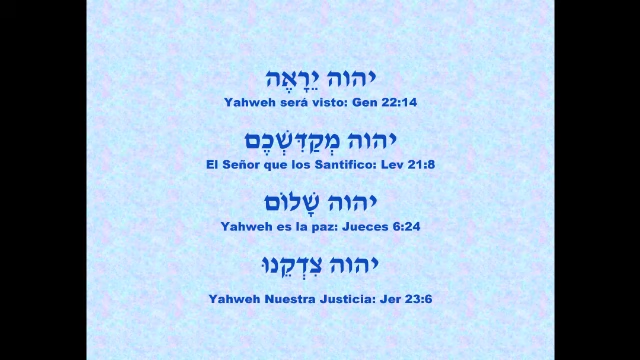 יהוה יֵרָאֶה
Yahweh será visto: Gen 22:14
יהוה מְקַדִּשְׁכֶם
El Señor que los Santifico: Lev 21:8
יהוה שָׁלוֹם
Yahweh es la paz: Jueces 6:24
יהוה צִדְקֵנוּ
Yahweh Nuestra Justicia: Jer 23:6